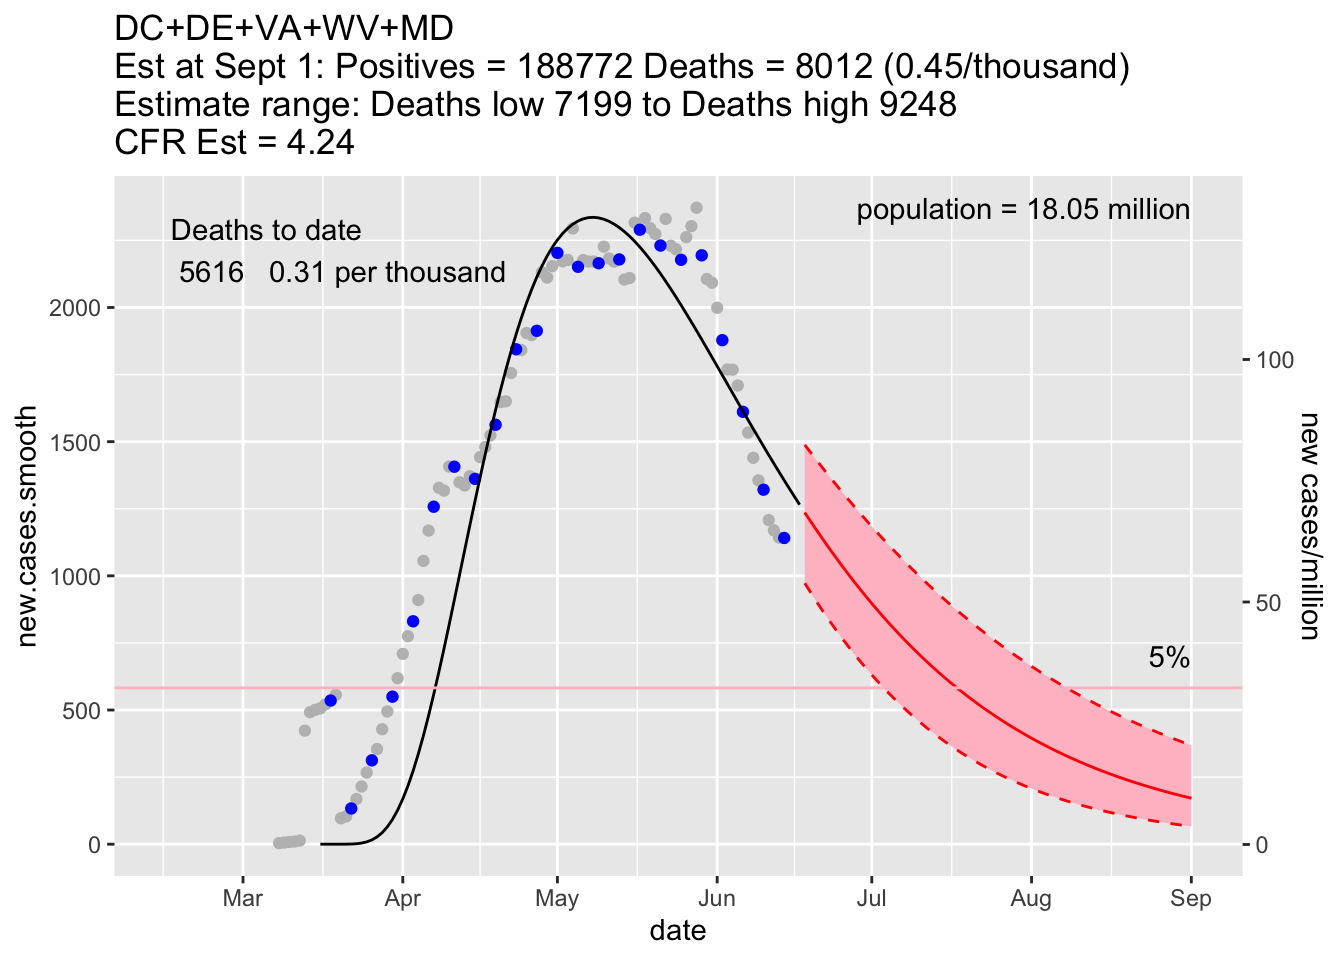 DC+DE+VA+WV+MD
Est at Sept 1: Positives = 188772 Deaths = 8012 (0.45/thousand)
Estimate range: Deaths low 7199 to Deaths high 9248
CFR Est = 4.24
Deaths to date
5616 0.31 per thousand
population = 18.05 million
5%
new.cases.smooth
2000
1500
1000
500
0
new cases/million
100
50
0
Mar Apr May Jun Jul Aug Sep
date